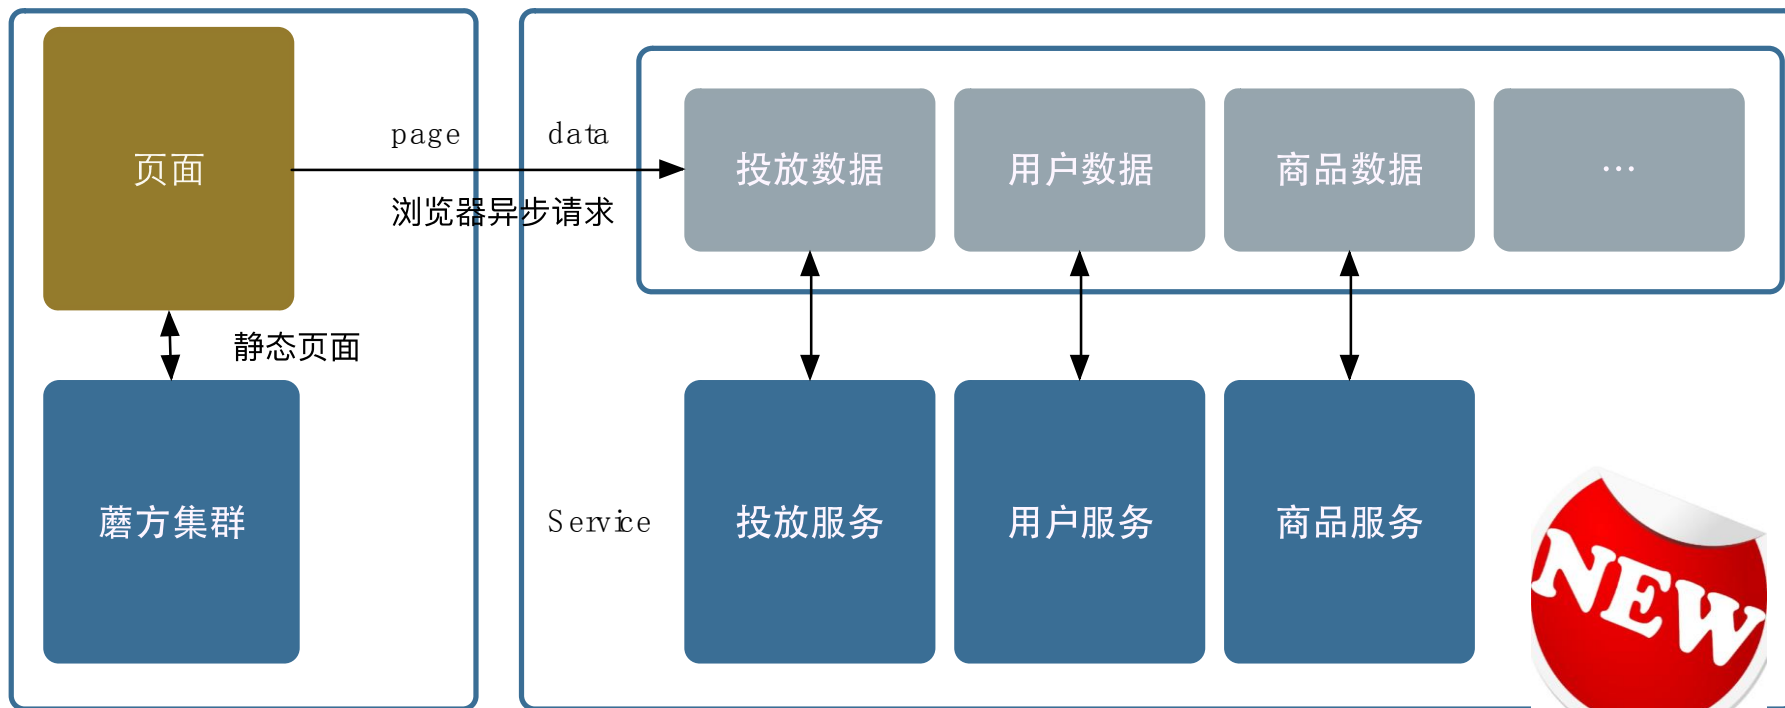 页面
page
data
浏览器异步请求
静态页面
蘑方集群
投放数据
用户数据
商品数据
...
Service
投放服务
用户服务
商品服务
NEW